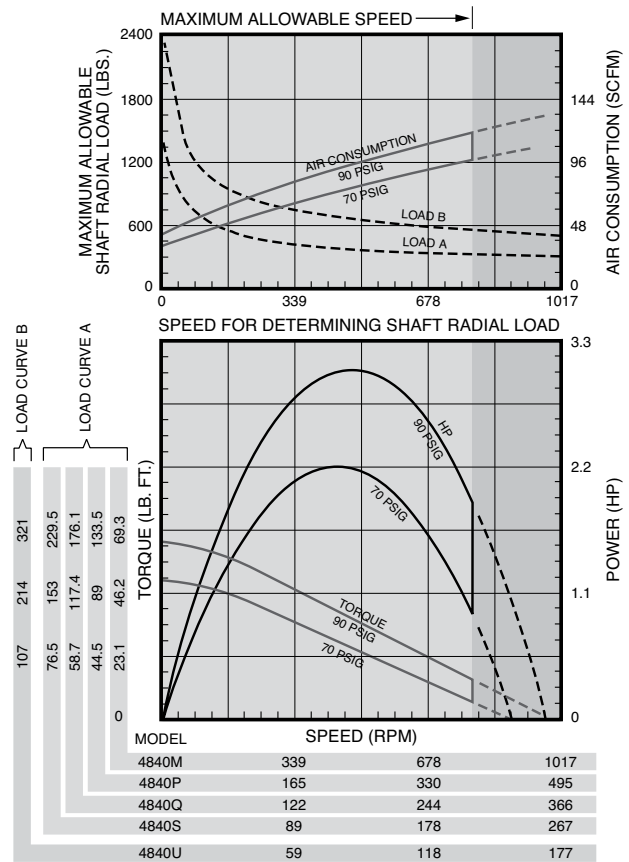 MAXIMUM ALLOWABLE SPEED
MAXIMUM ALLOWABLE
SHAFT RADIAL LOAD (LBS.)
2400
1800
1200
600
0
AIR CONSUMPTION
90 PSIG
70 PSIG
LOAD B
LOAD A
144
96
48
0
AIR CONSUMPTION (SCFM)
0 339 678 1017
SPEED FOR DETERMINING SHAFT RADIAL LOAD
LOAD CURVE B
LOAD CURVE A
321 229.5 176.1 133.5 69.3
214 153 117.4 89 46.2
107 76.5 58.7 44.5 23.1
0
TORQUE (LB. FT.)
HP
90 PSIG
70 PSIG
TORQUE
90 PSIG
70 PSIG
3.3
2.2
1.1
0
POWER (HP)
MODEL SPEED (RPM)
4840M 339 678 1017
4840P 165 330 495
4840Q 122 244 366
4840S 89 178 267
4840U 59 118 177